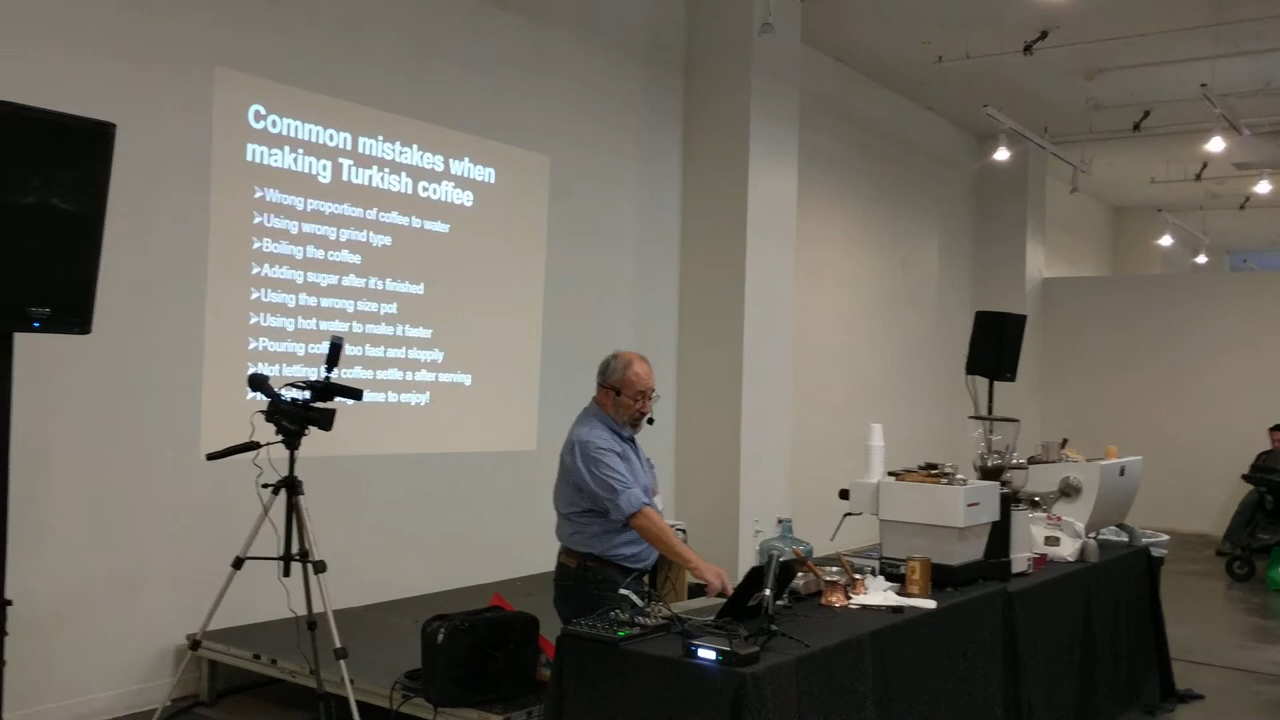 Common mistakes when
making Turkish coffee
➢Wrong proportion of coffee to water
➢Using wrong grind type
➢Boiling the coffee
➢Adding sugar after it's finished
➢Using the wrong size pot
➢Using hot water to make it faster
➢Pouring coffee too fast and sloppily
➢Not letting the coffee settle a after serving
time to enjoy!